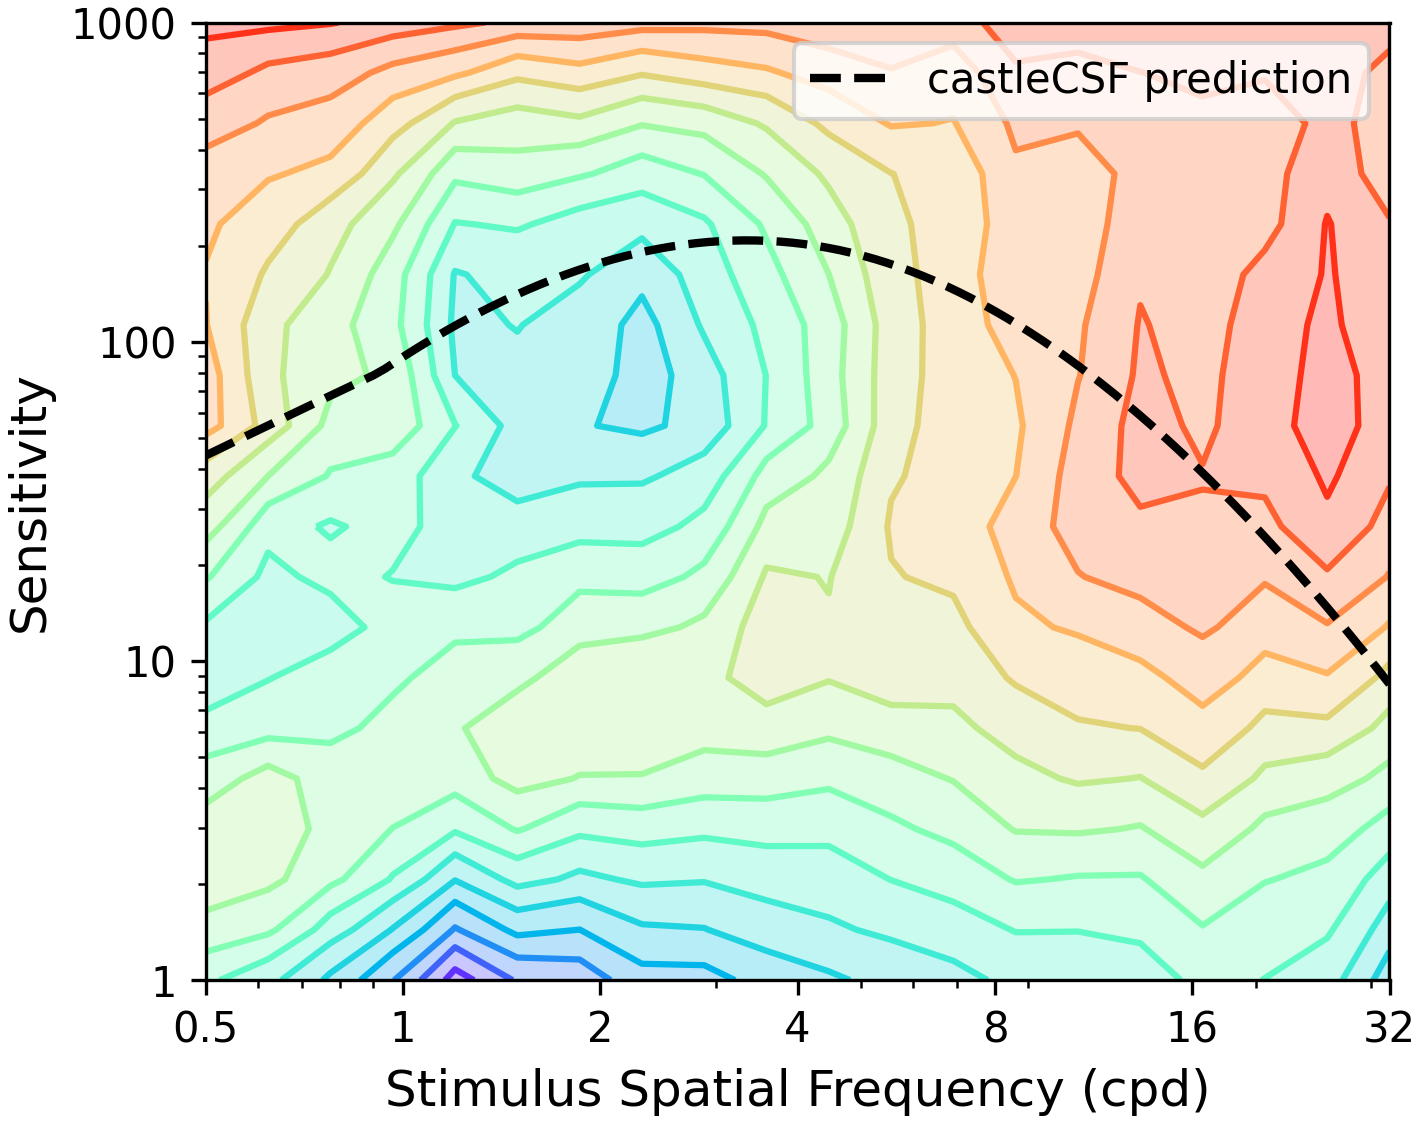 1000
castleCSF prediction
100
Sensitivity
10
1
0.5 1 2 4 8 16 32
Stimulus Spatial Frequency (cpd)